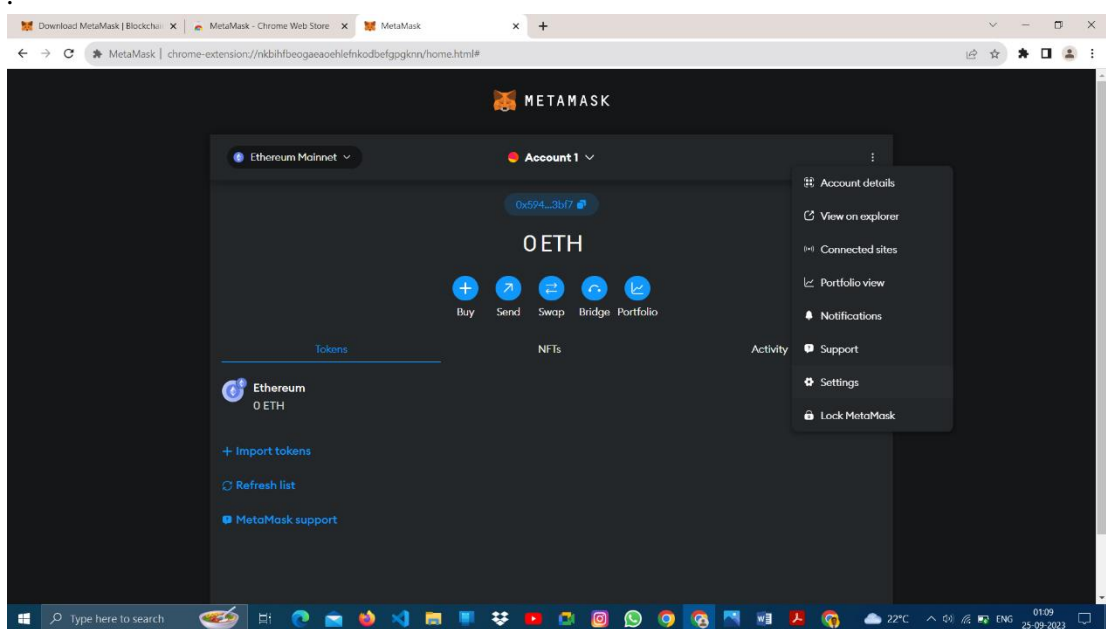 .
Download MetaMask | Blockchai
MetaMask - Chrome Web Store
MetaMask
MetaMask | chrome-extension://nkbihfbeogaeaoehlefnkodbefgpgknn/home.html#
METAMASK
Ethereum Mainnet
Account 1
0x594...3bf7
0 ETH
Buy Send Swap Bridge Portfolio
Tokens NFTs Activity
Ethereum
0 ETH
+ Import tokens
Refresh list
MetaMask support
Account details
View on explorer
Connected sites
Portfolio view
Notifications
Support
Settings
Lock MetaMask
Type here to search
22°C
ENG
01:09
25-09-2023